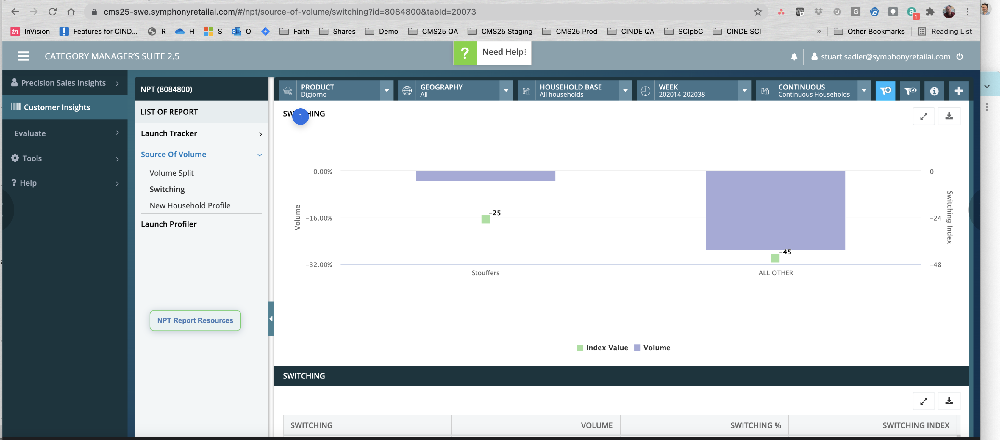 cms25-swe.symphonyretailai.com/#/npt/source-of-volume/switching?id=8084800&tabId=20073
InVision
Features for CIND...
R
H
S
O
Faith
Shares
Demo
CMS25 QA
CMS25 Staging
CMS25 Prod
CINDE QA
SCIpbC
CINDE SCI
»
Other Bookmarks
Reading List
CATEGORY MANAGER'S SUITE 2.5
? Need Help
stuart.sadler@symphonyretailai.com
Precision Sales Insights
Customer Insights
Evaluate
Tools
? Help
NPT (8084800)
LIST OF REPORT
Launch Tracker
Source Of Volume
Volume Split
Switching
New Household Profile
Launch Profiler
NPT Report Resources
PRODUCT
Digiorno
GEOGRAPHY
All
HOUSEHOLD BASE
All households
WEEK
202014-202038
CONTINUOUS
Continuous Households
1
0.00%
-16.00%
-32.00%
Volume
-25
-45
0
-24
-48
Switching Index
Stouffers
ALL OTHER
Index Value
Volume
SWITCHING
SWITCHING
VOLUME
SWITCHING %
SWITCHING INDEX